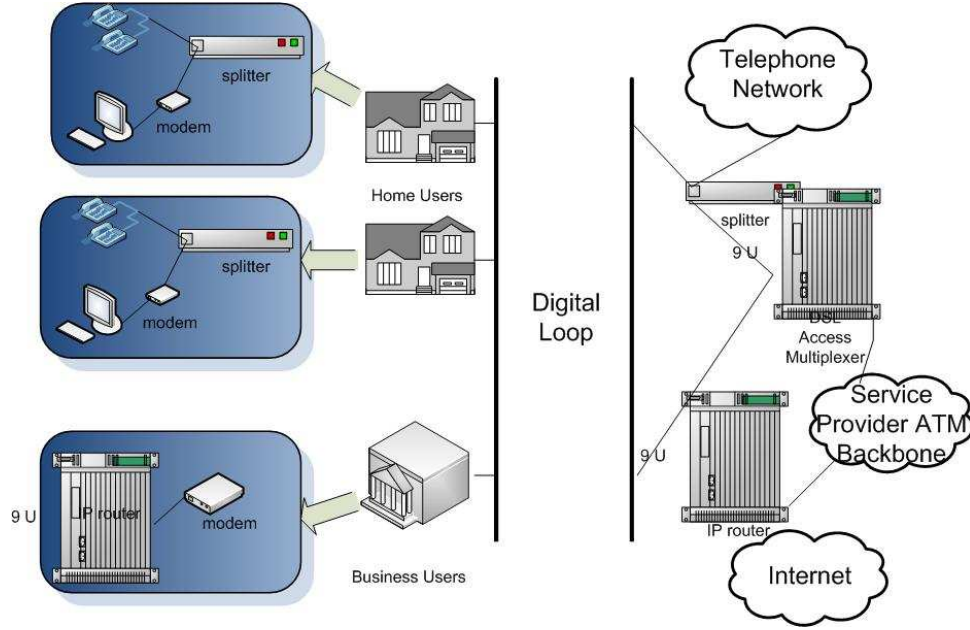 splitter
modem
Home Users
splitter
modem
9 U
IP router
modem
Business Users
Digital
Loop
Telephone
Network
splitter
9 U
DSL
Access
Multiplexer
Service
Provider ATM
Backbone
9 U
IP router
Internet